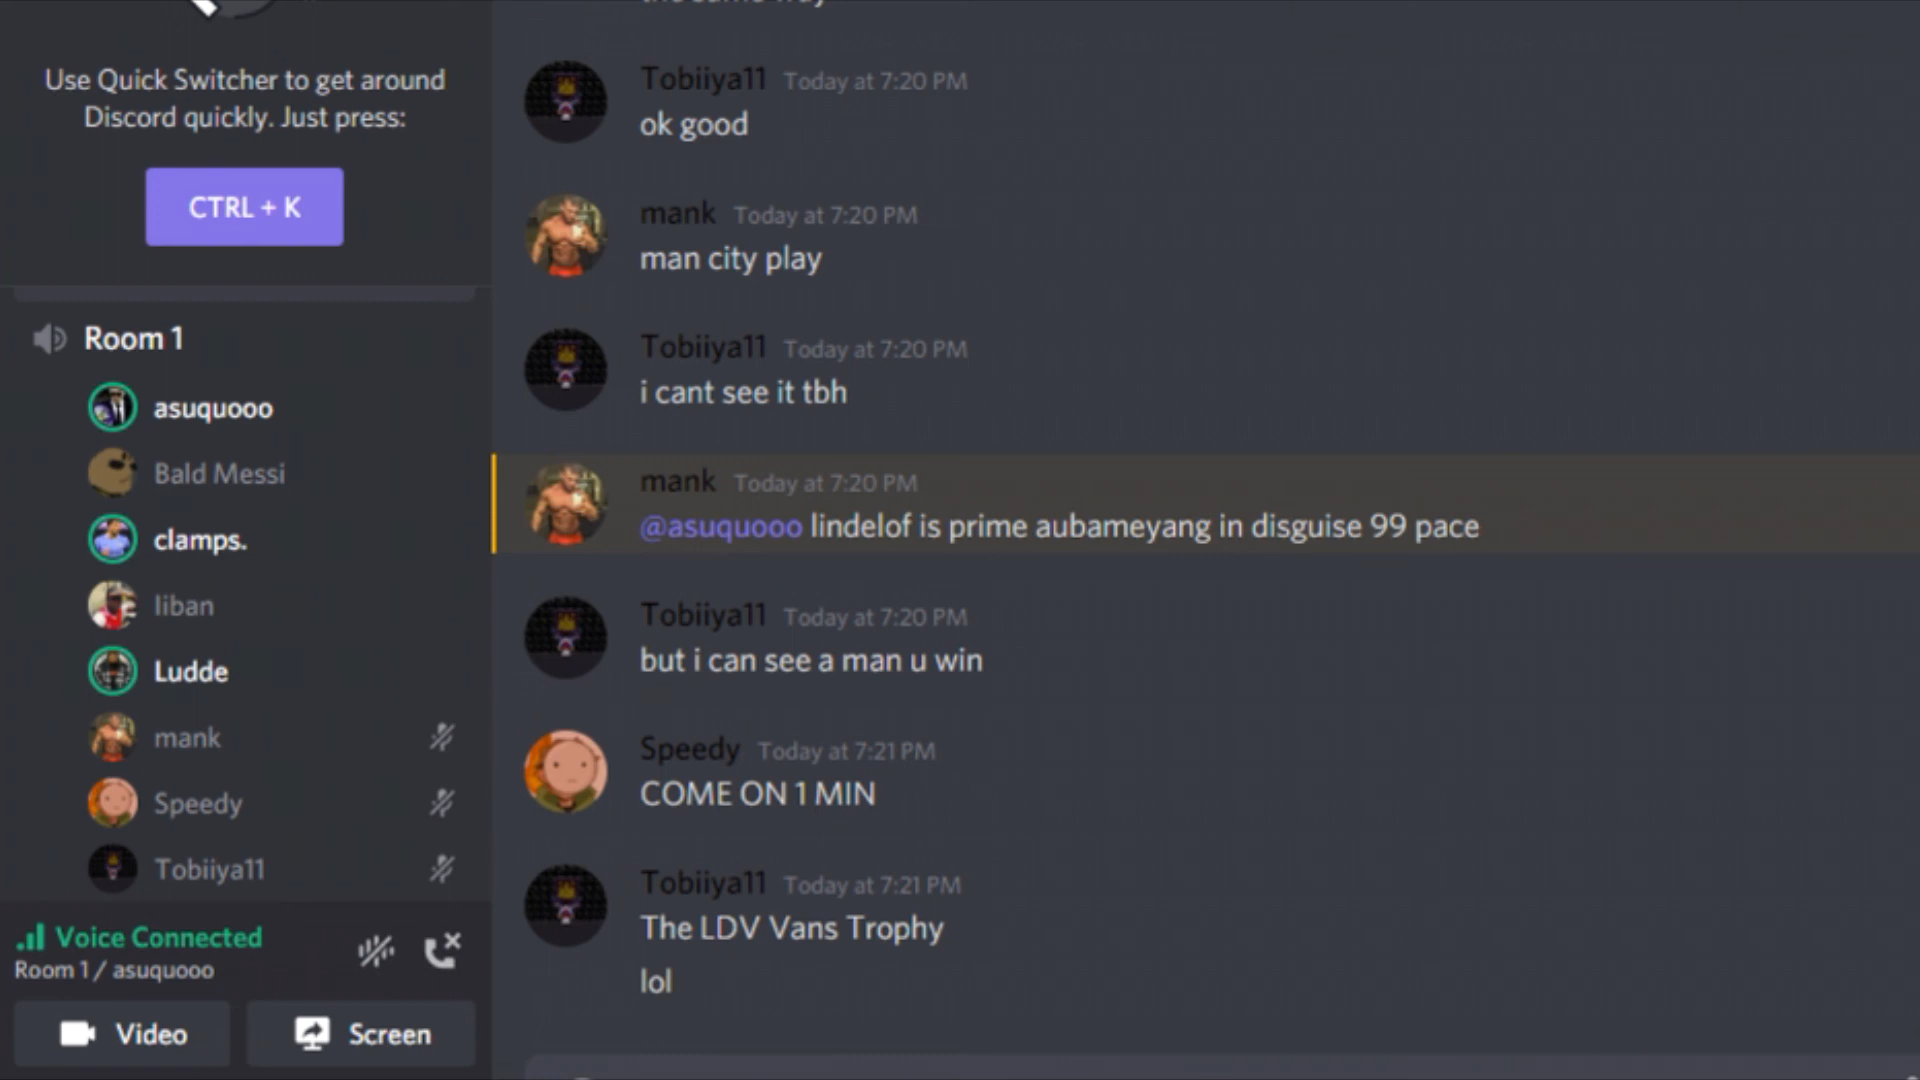 Use Quick Switcher to get around
Discord quickly. Just press:
CTRL + K
Room 1
asuquooo
Bald Messi
clamps.
liban
Ludde
mank
Speedy
Tobiiya11
Voice Connected
Room 1 / asuquooo
Video
Screen
Tobiiya11 Today at 7:20 PM
ok good
mank Today at 7:20 PM
man city play
Tobiiya11 Today at 7:20 PM
i cant see it tbh
mank Today at 7:20 PM
@asuquooo lindelof is prime aubameyang in disguise 99 pace
Tobiiya11 Today at 7:20 PM
but i can see a man u win
Speedy Today at 7:21 PM
COME ON 1 MIN
Tobiiya11 Today at 7:21 PM
The LDV Vans Trophy
lol